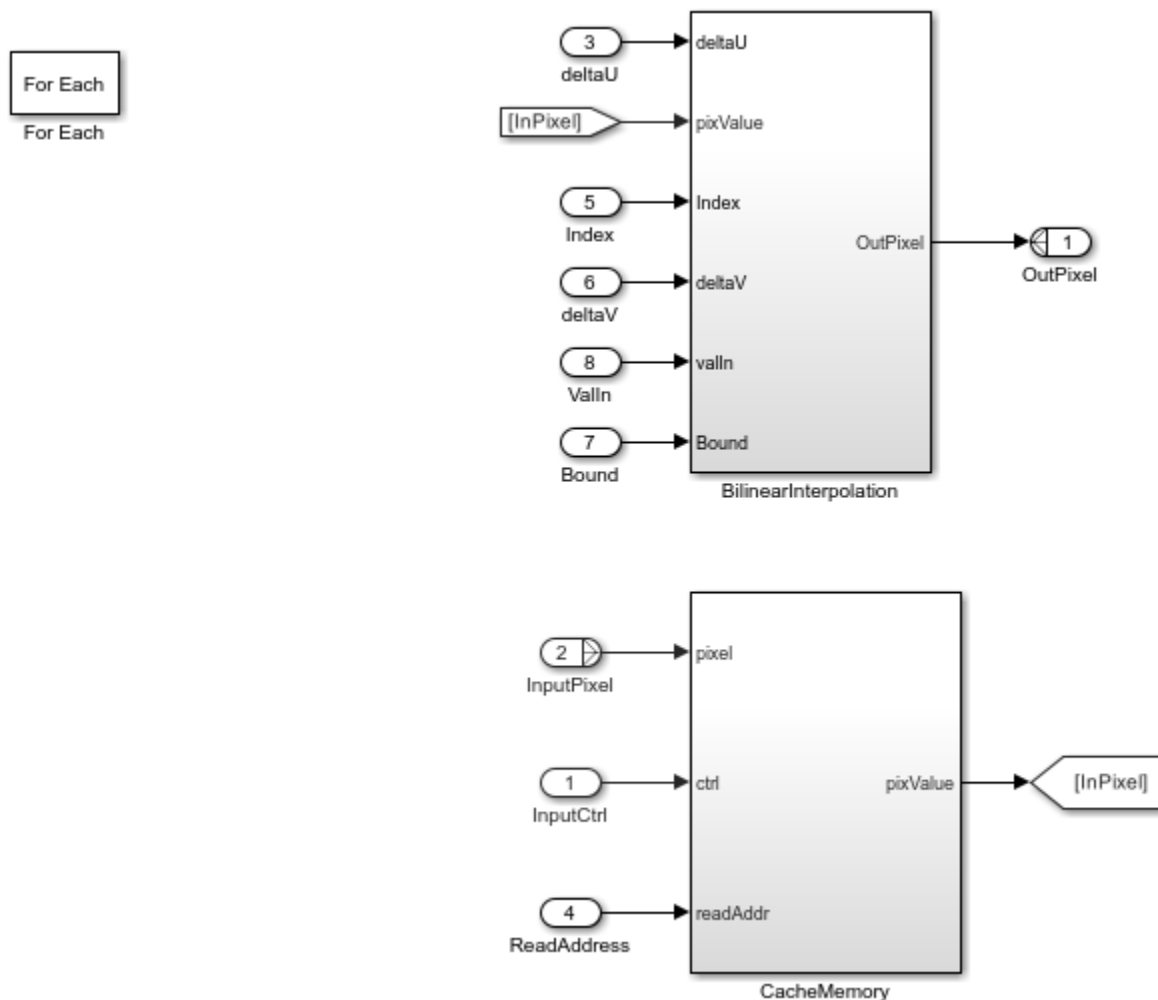 For Each
For Each
3
deltaU
deltaU
[InPixel]
pixValue
5
Index
Index
6
deltaV
deltaV
8
ValIn
valIn
7
Bound
Bound
OutPixel
1
OutPixel
BilinearInterpolation
2
InputPixel
pixel
1
InputCtrl
ctrl
4
ReadAddress
readAddr
pixValue
[InPixel]
CacheMemory